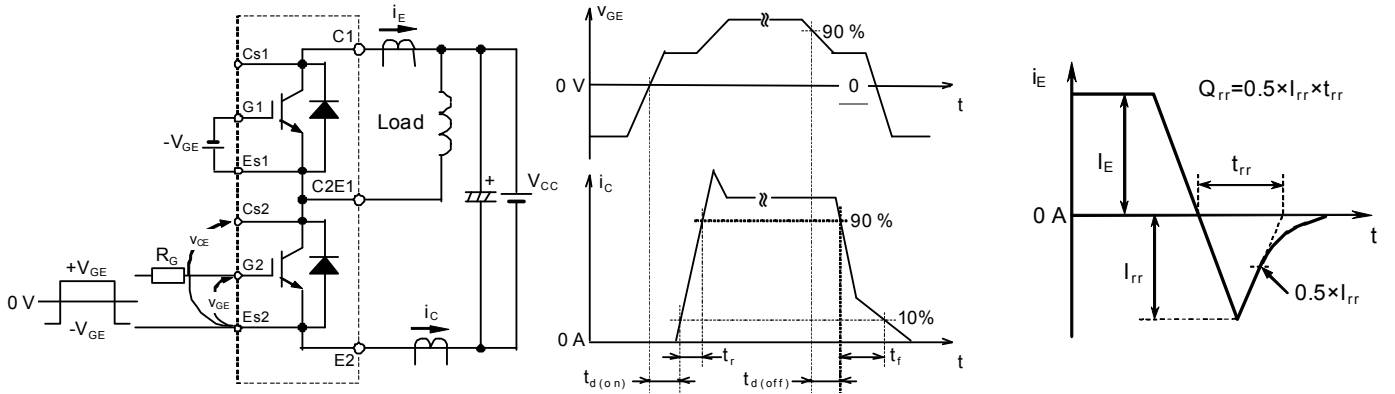 i_E
C1
Cs1
G1
-V_GE
Es1
Load
C2E1
+
V_CC
Cs2
v_CE
R_G
G2
+V_GE
0 V
v_GE
-V_GE
Es2
i_C
E2
v_GE
90 %
0 V
0
t
i_C
90 %
10%
0 A
t
t_r
t_f
t_d(on)
t_d(off)
i_E
Q_rr=0.5×I_rr×t_rr
I_E
t_rr
0 A
t
I_rr
0.5×I_rr